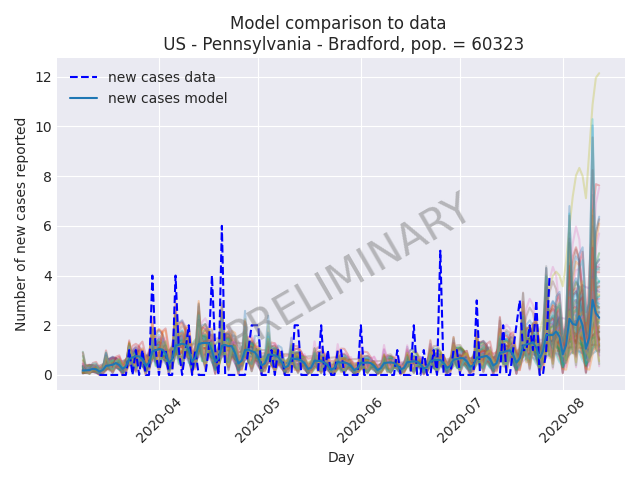 Model comparison to data
US - Pennsylvania - Bradford, pop. = 60323
new cases data
new cases model
PRELIMINARY
Number of new cases reported
12
10
8
6
4
2
0
2020-04
2020-05
2020-06
2020-07
2020-08
Day